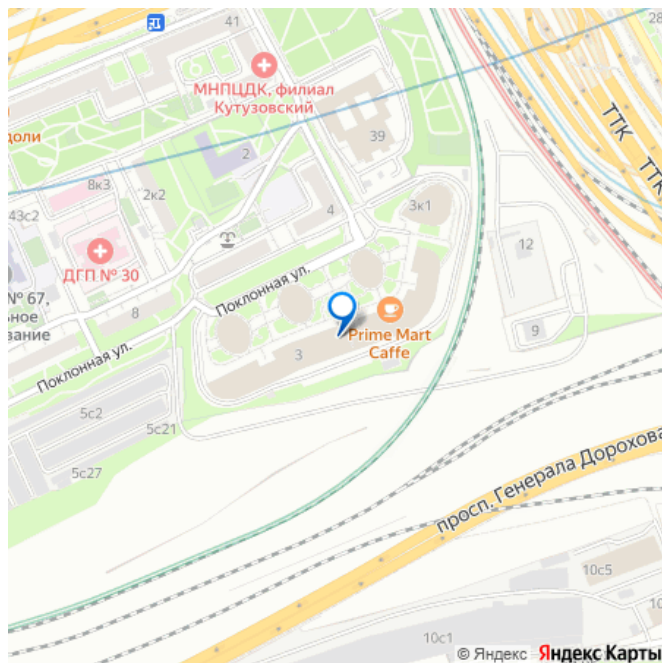 28
41
МНПЦДК, филиал
Кутузовский
ТТК
ТТК
доли
39
2
8к3
2к2
43с2
4
3к1
12
ДГП № 30
Поклонная ул.
№ 67,
ьное
ование
8
9
Prime Mart
Caffe
3
Поклонная ул.
5с2
5с21
5с27
просп. Генерала Дорохова
10с5
10с1
© Яндекс Яндекс Карты